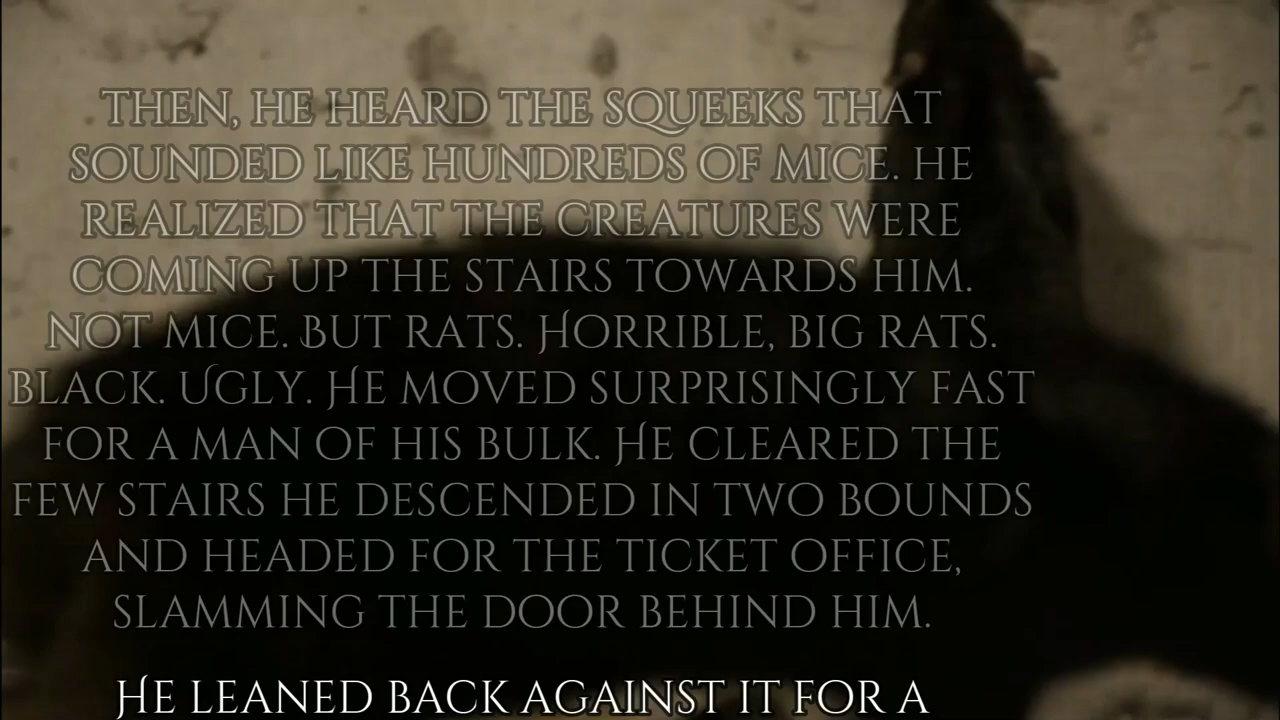 Then, he heard the squeeks that
sounded like hundreds of mice. He
realized that the creatures were
coming up the stairs towards him.
Not mice. But rats. Horrible, big rats.
Black. Ugly. He moved surprisingly fast
for a man of his bulk. He cleared the
few stairs he descended in two bounds
and headed for the ticket office,
slamming the door behind him.
He leaned back against it for a